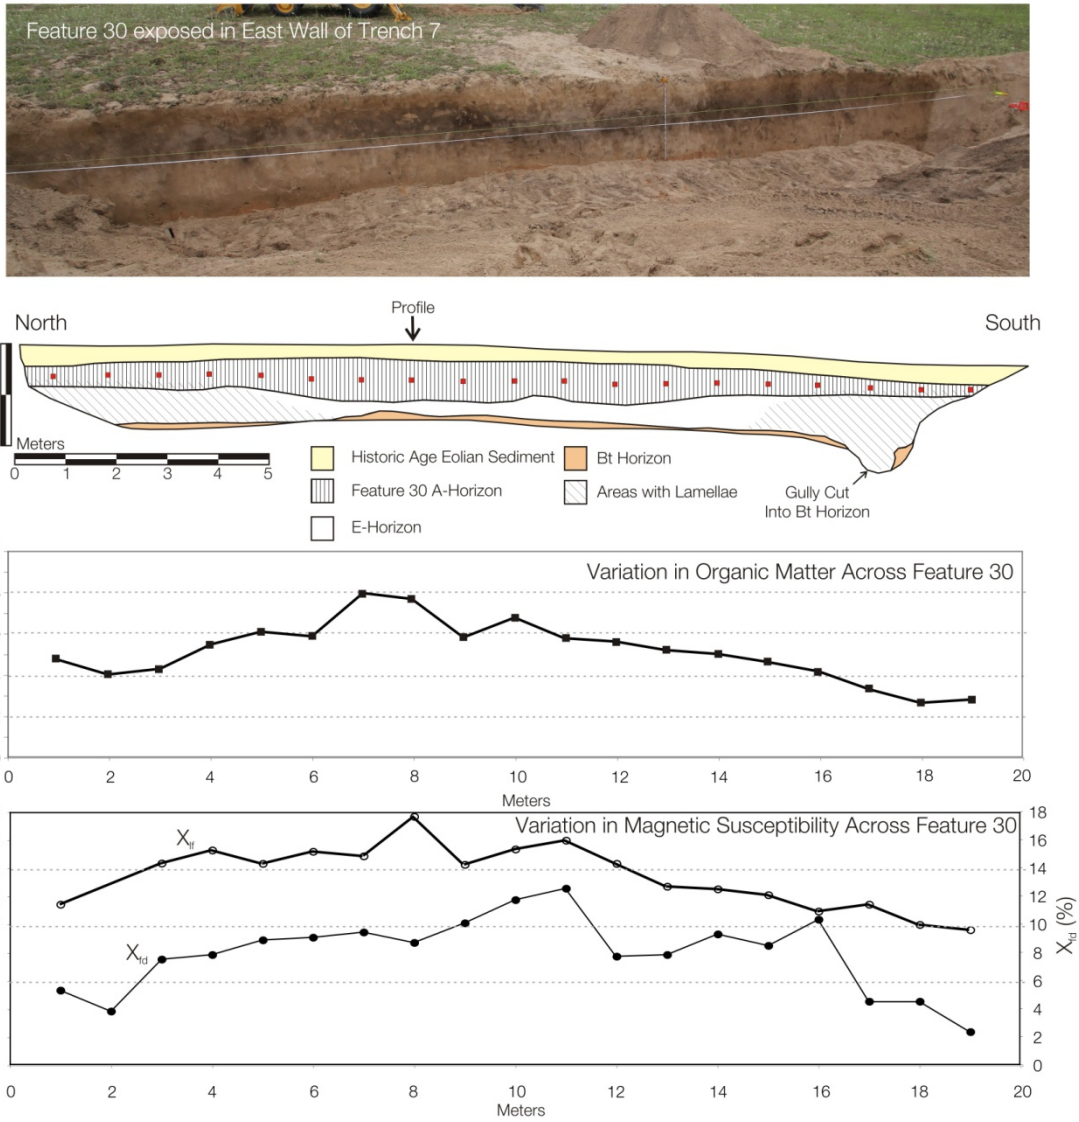 Feature 30 exposed in East Wall of Trench 7
Profile
North
South
Meters
0 1 2 3 4 5
Historic Age Eolian Sediment
Feature 30 A-Horizon
E-Horizon
Bt Horizon
Areas with Lamellae
Gully Cut
Into Bt Horizon
Variation in Organic Matter Across Feature 30
0 2 4 6 8 10 12 14 16 18 20
Meters
Variation in Magnetic Susceptibility Across Feature 30
Xlf
Xfd
18
16
14
12
10
8
6
4
2
0
Xfd (%)
0 2 4 6 8 10 12 14 16 18 20
Meters